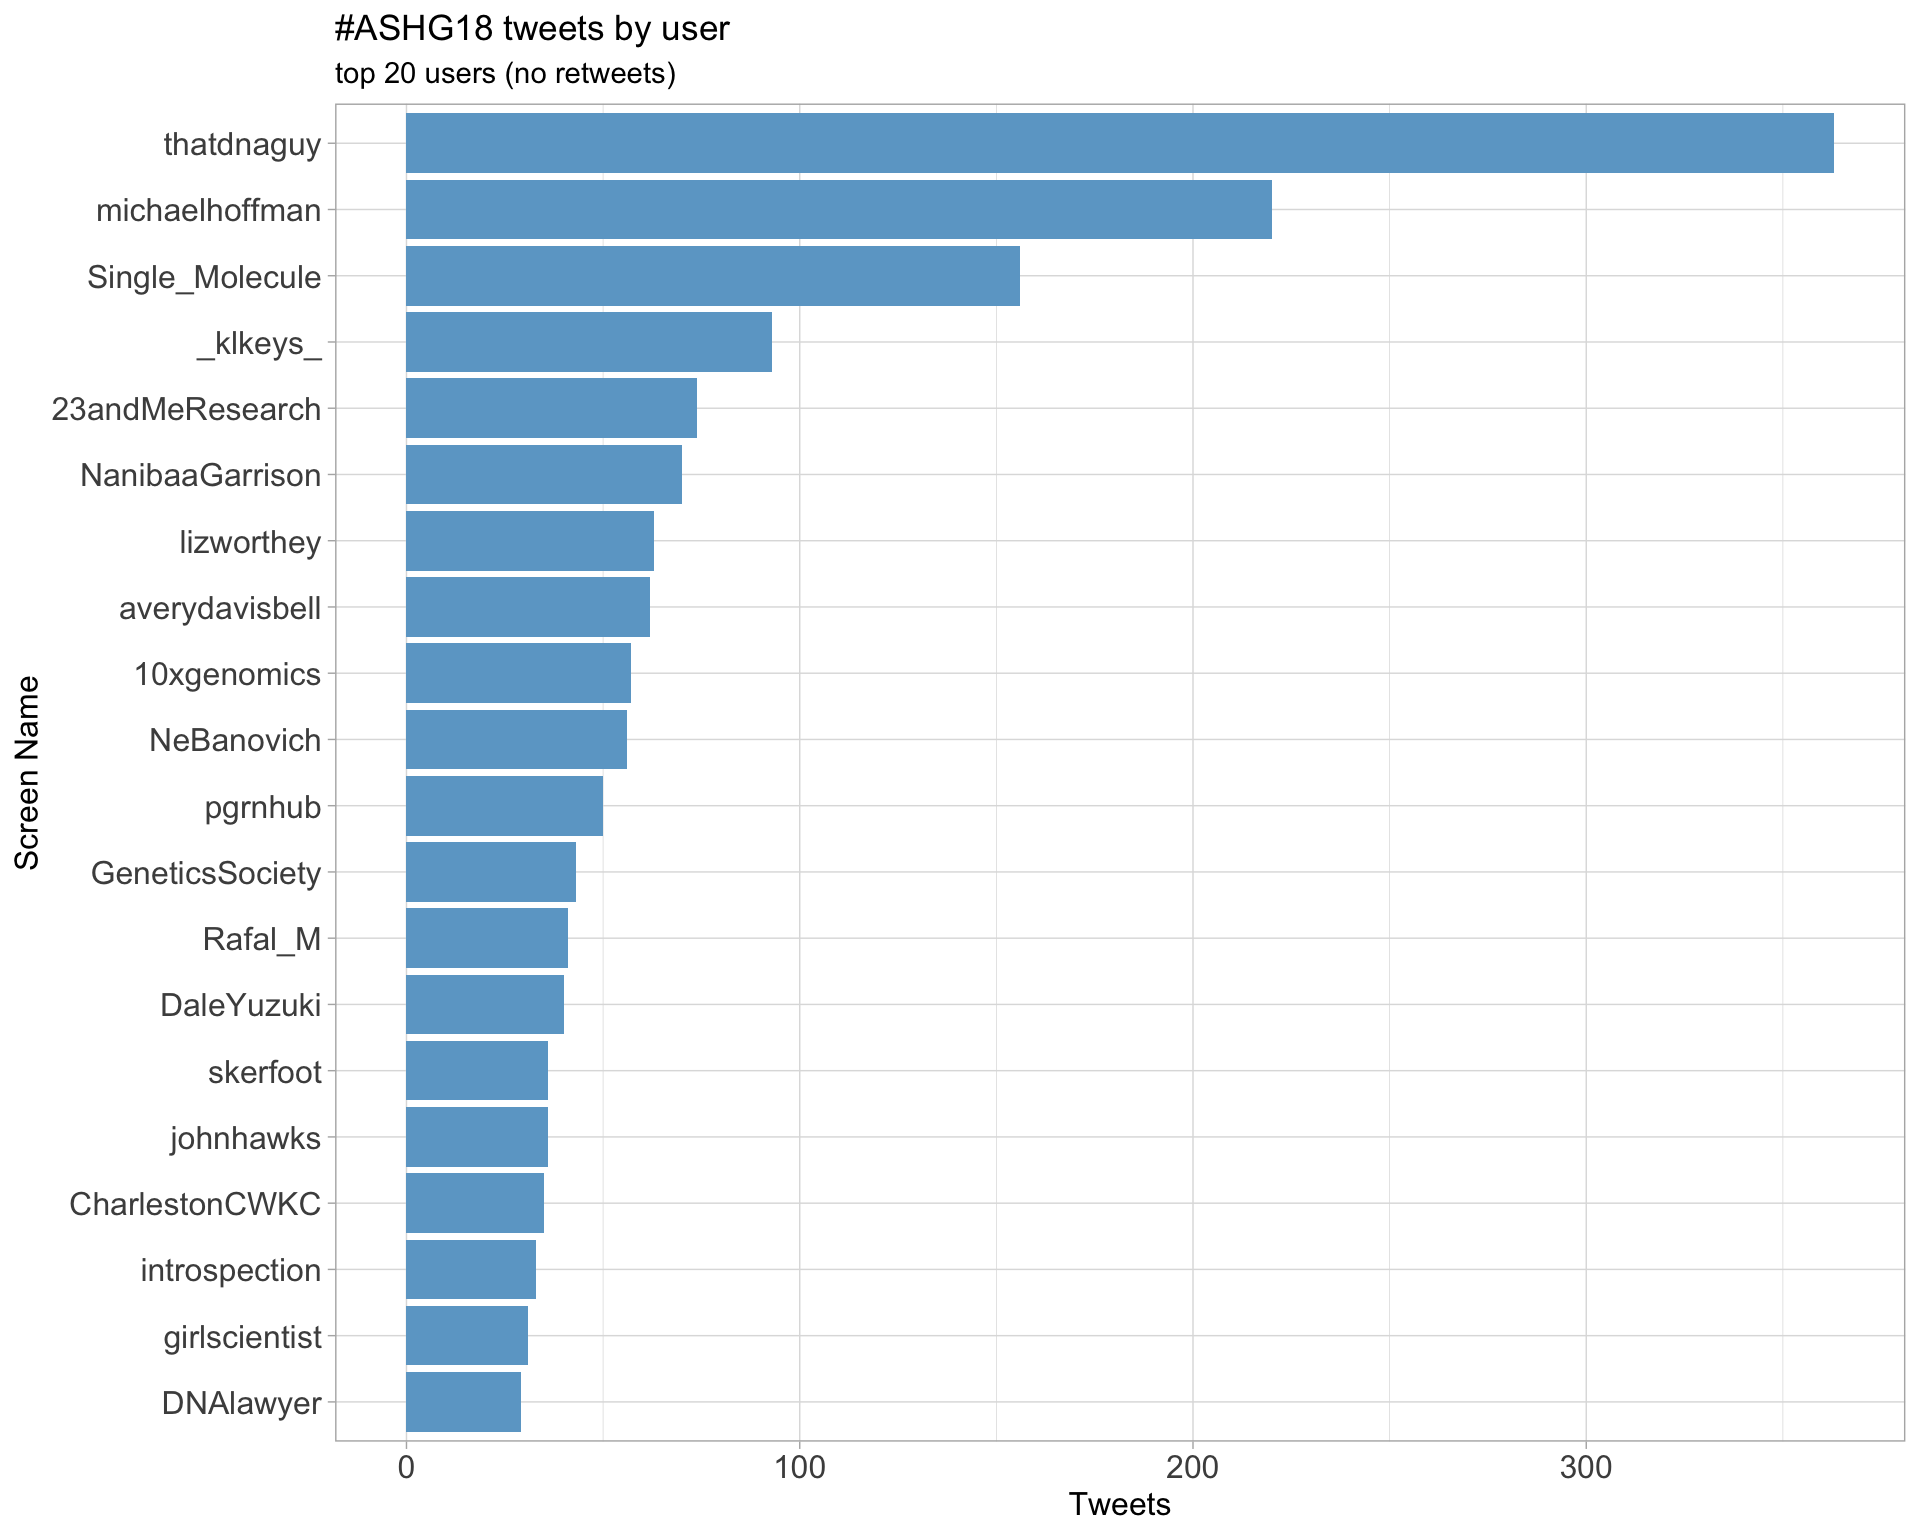 #ASHG18 tweets by user
top 20 users (no retweets)
thatdnaguy
michaelhoffman
Single_Molecule
_klkeys_
23andMeResearch
NanibaaGarrison
lizworthey
averydavisbell
10xgenomics
NeBanovich
pgrnhub
GeneticsSociety
Rafal_M
DaleYuzuki
skerfoot
johnhawks
CharlestonCWKC
introspection
girlscientist
DNAlawyer
Screen Name
0 100 200 300
Tweets